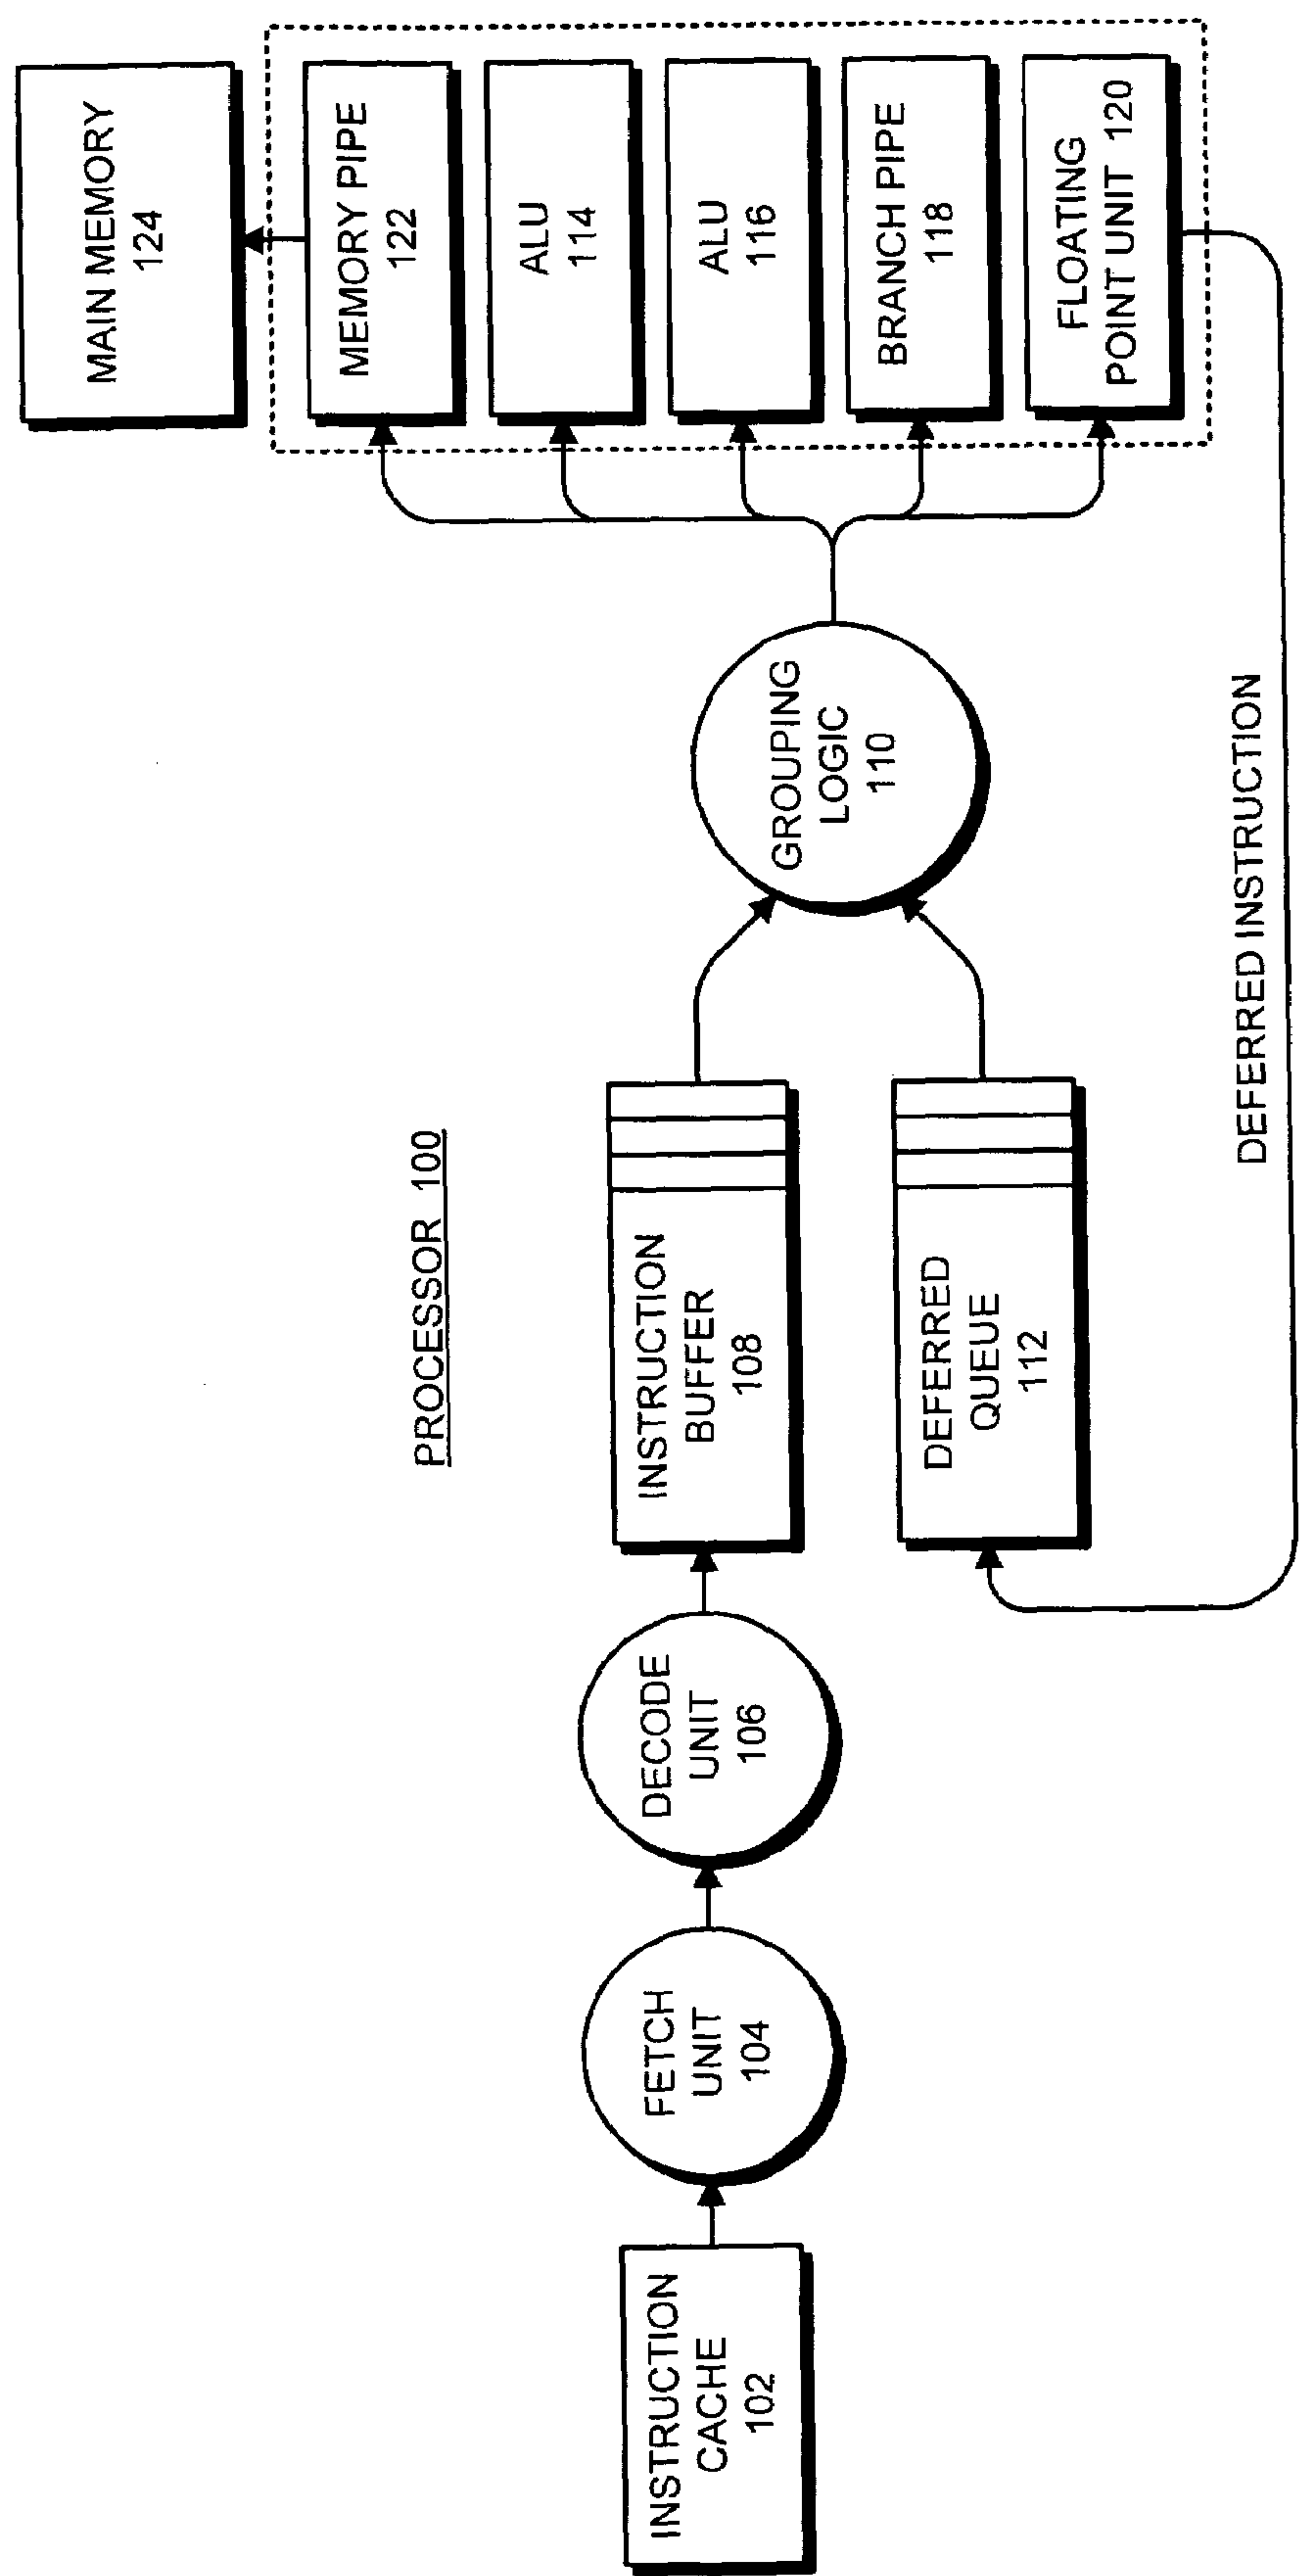 PROCESSOR 100
INSTRUCTION
CACHE
102
FETCH
UNIT
104
DECODE
UNIT
106
INSTRUCTION
BUFFER
108
DEFERRED
QUEUE
112
GROUPING
LOGIC
110
MAIN MEMORY
124
MEMORY PIPE
122
ALU
114
ALU
116
BRANCH PIPE
118
FLOATING
POINT UNIT 120
DEFERRED INSTRUCTION